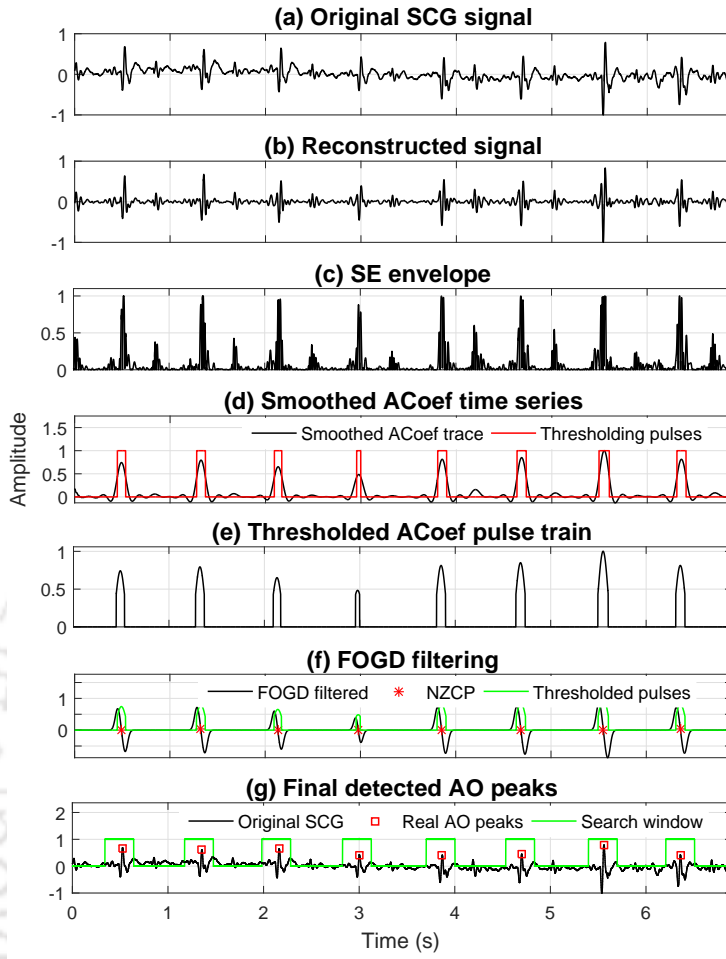 (a) Original SCG signal
1
0
-1
(b) Reconstructed signal
1
0
-1
(c) SE envelope
1
0.5
0
(d) Smoothed ACoef time series
1.5
1
0.5
0
Smoothed ACoef trace
Thresholding pulses
(e) Thresholded ACoef pulse train
1
0.5
0
(f) FOGD filtering
1
0
FOGD filtered
NZCP
Thresholded pulses
(g) Final detected AO peaks
2
1
0
-1
Original SCG
Real AO peaks
Search window
0 1 2 3 4 5 6
Time (s)
Amplitude